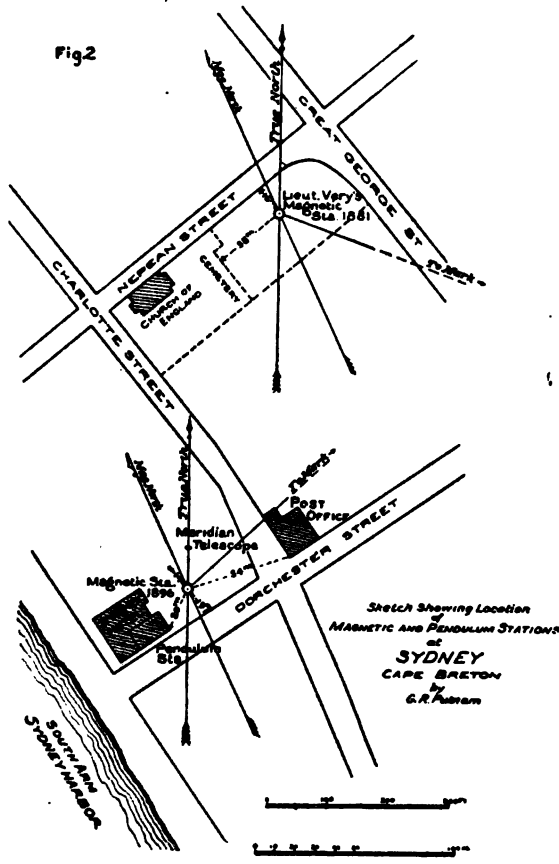 Fig.2
Mag. North
True North
GREAT GEORGE ST
Lieut. Very's
Magnetic
Sta. 1881
NEPEAN STREET
To Mark
CEMETERY
CHURCH OF
ENGLAND
CHARLOTTE STREET
Mag. North
True North
To Mark
POST
OFFICE
Meridian
Telescope
Magnetic Sta.
1896
DORCHESTER STREET
Pendulum
Sta.
Sketch Showing Location
of
MAGNETIC AND PENDULUM STATIONS
at
SYDNEY
CAPE BRETON
by
G.R. Putnam
SOUTH ARM
SYDNEY HARBOR